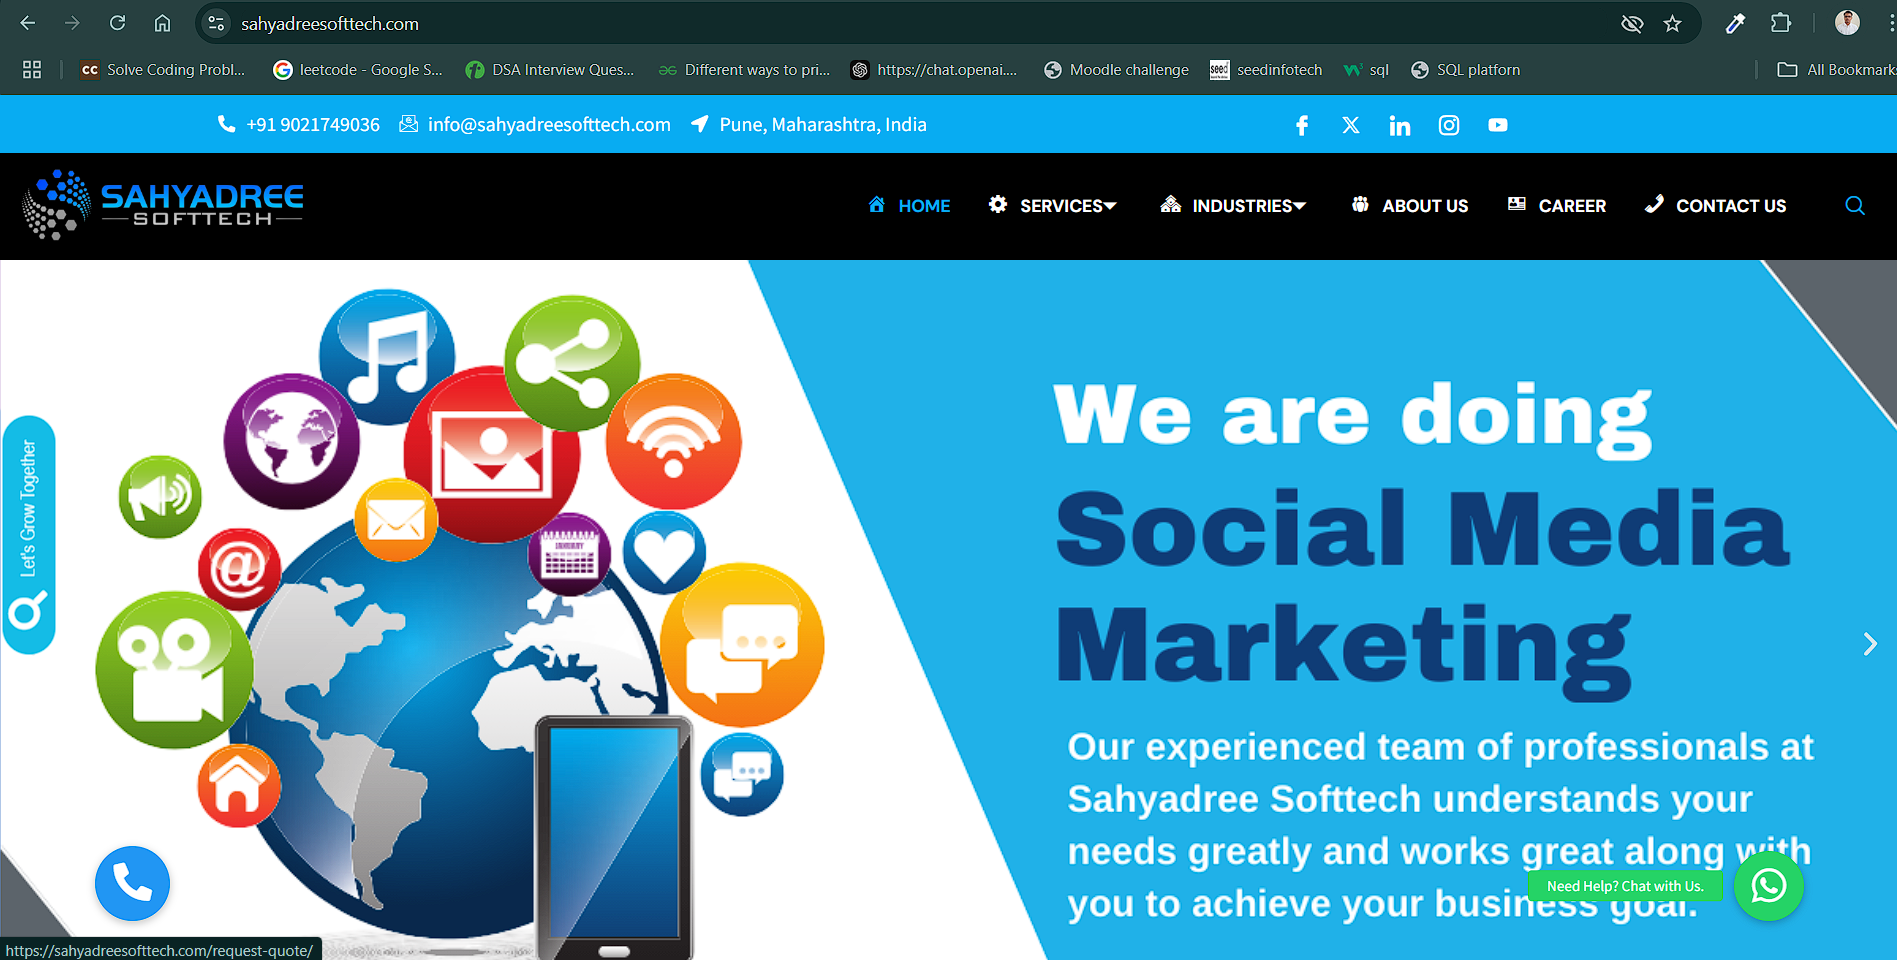 sahyadreesofttech.com
Solve Coding Probl... leetcode - Google S... DSA Interview Ques... Different ways to pri... https://chat.openai.... Moodle challenge seedinfotech sql SQL platforn All Bookmarks
+91 9021749036 info@sahyadreesofttech.com Pune, Maharashtra, India
SAHYADREE
SOFTTECH
HOME SERVICES INDUSTRIES ABOUT US CAREER CONTACT US
Let's Grow Together
JANUARY
We are doing
Social Media
Marketing
Our experienced team of professionals at
Sahyadree Softtech understands your
needs greatly and works great along with
you to achieve your business goal.
Need Help? Chat with Us.
https://sahyadreesofttech.com/request-quote/